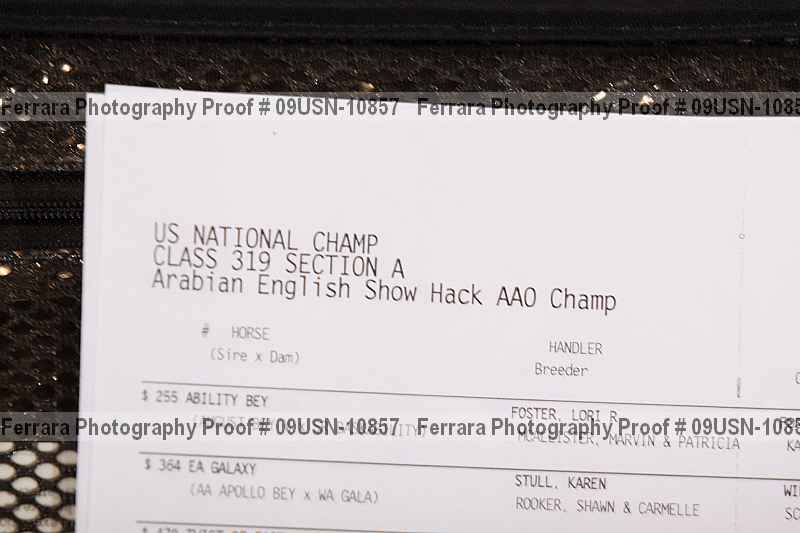 Ferrara Photography Proof # 09USN-10857 Ferrara Photography Proof # 09USN-1085
US NATIONAL CHAMP
CLASS 319 SECTION A
Arabian English Show Hack AAO Champ
# HORSE HANDLER
(Sire x Dam) Breeder
$ 255 ABILITY BEY FOSTER, LORI R
MCALLISTER, MARVIN & PATRICIA KA
Ferrara Photography Proof # 09USN-10857 Ferrara Photography Proof # 09USN-1085
$ 364 EA GALAXY STULL, KAREN WI
(AA APOLLO BEY x WA GALA) ROOKER, SHAWN & CARMELLE SC